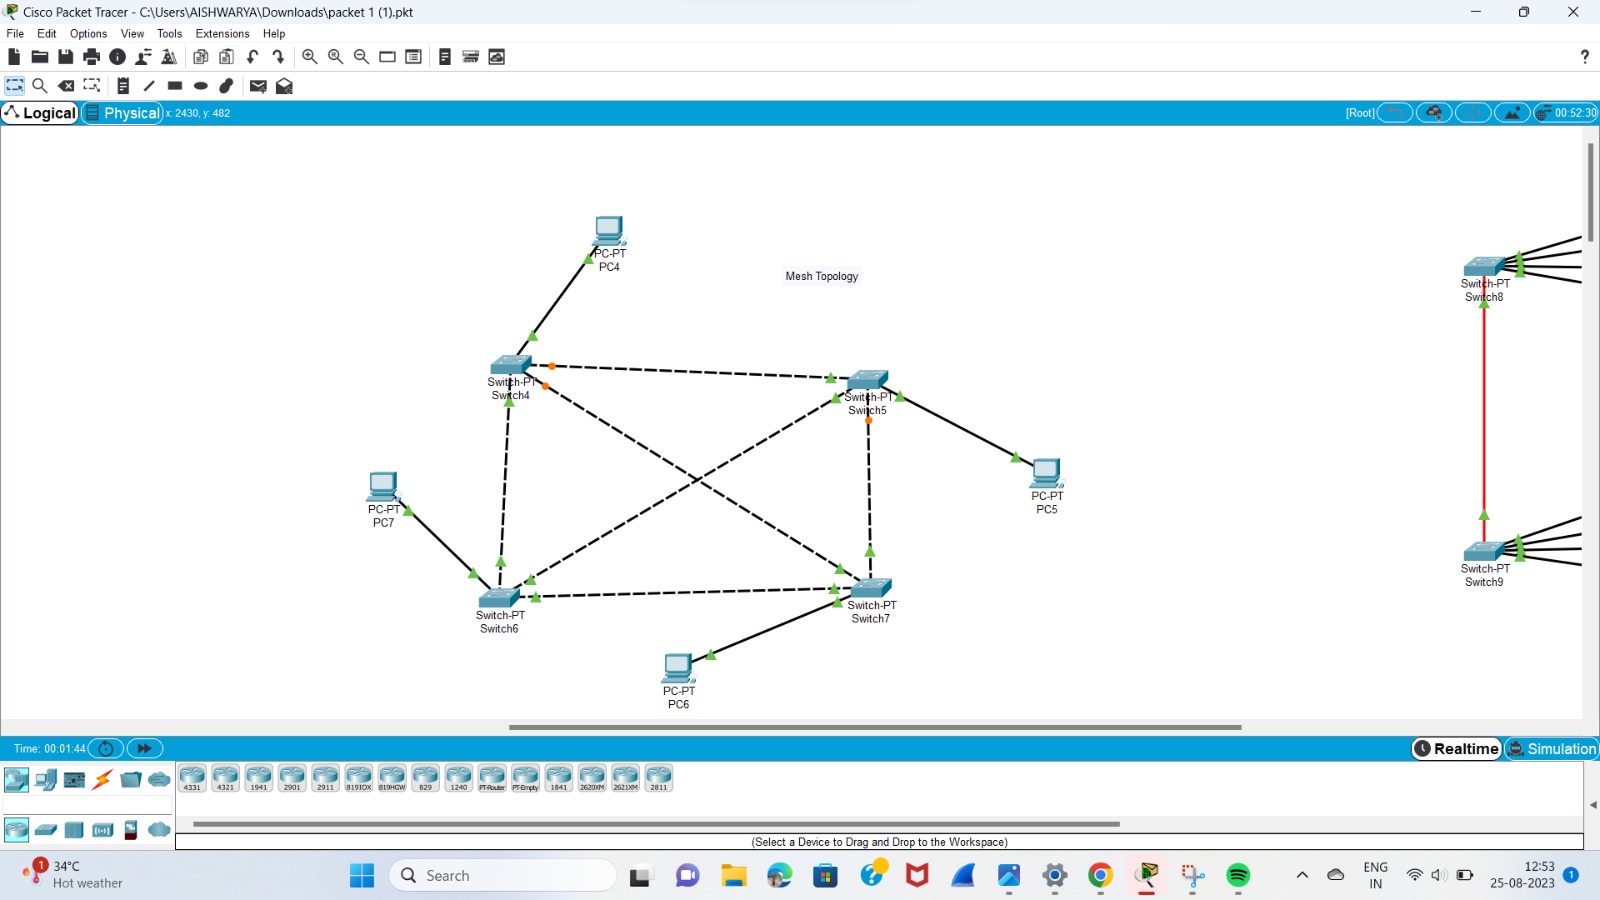 Cisco Packet Tracer - C:\Users\AISHWARYA\Downloads\packet 1 (1).pkt
File Edit Options View Tools Extensions Help
?
Logical Physical x: 2430, y: 482 [Root] 00:52:30
PC-PT
PC4
Mesh Topology
Switch-PT
Switch8
Switch-PT
Switch4
Switch-PT
Switch5
PC-PT
PC7
PC-PT
PC5
Switch-PT
Switch9
Switch-PT
Switch6
Switch-PT
Switch7
PC-PT
PC6
Time: 00:01:44 Realtime Simulation
4331 4321 1941 2901 2911 819IOX 819HGW 829 1240 PT-Router PT-Empty 1841 2620XM 2621XM 2811
(Select a Device to Drag and Drop to the Workspace)
1 34°C
Hot weather
Search
ENG
IN
12:53
25-08-2023
1